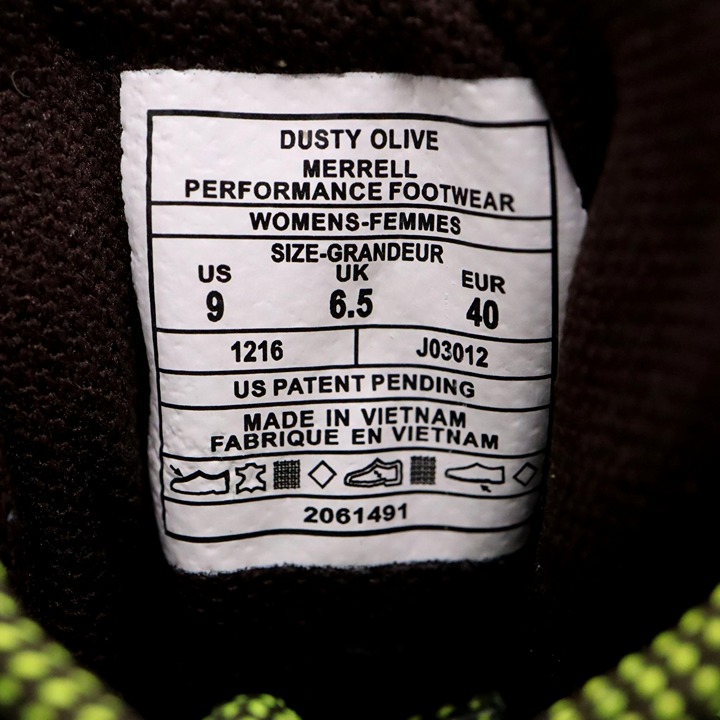 DUSTY OLIVE
MERRELL
PERFORMANCE FOOTWEAR
WOMENS-FEMMES
SIZE-GRANDEUR
US UK EUR
9 6.5 40
1216 J03012
US PATENT PENDING
MADE IN VIETNAM
FABRIQUE EN VIETNAM
2061491